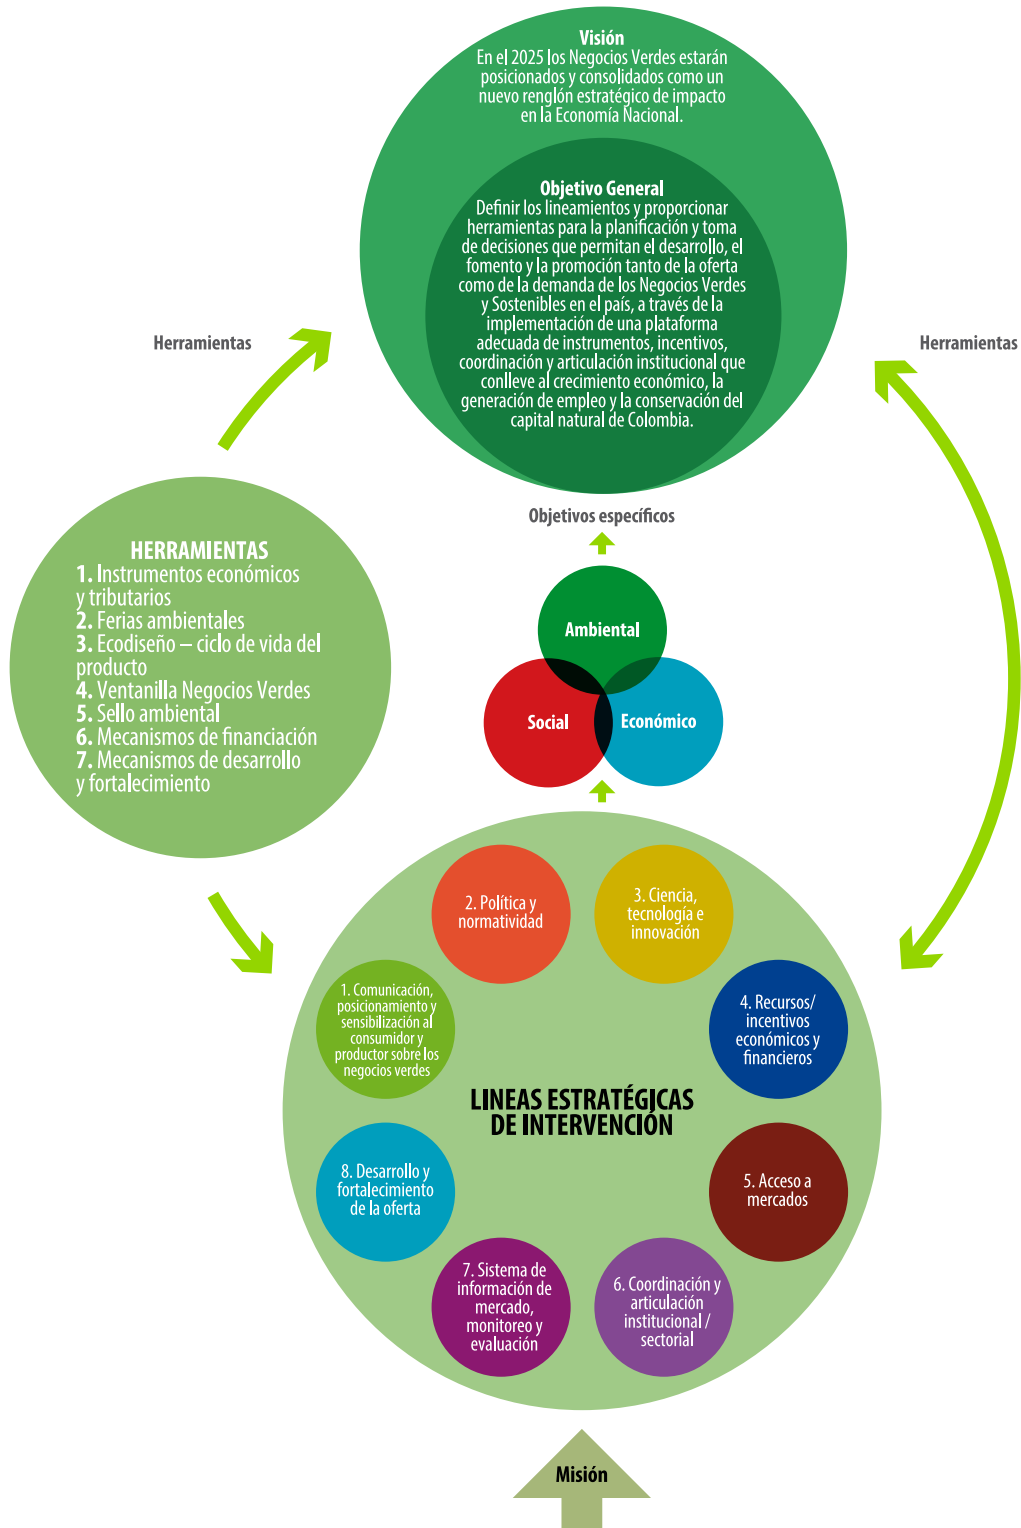 Visión
En el 2025 los Negocios Verdes estarán
posicionados y consolidados como un
nuevo renglón estratégico de impacto
en la Economía Nacional.
Objetivo General
Definir los lineamientos y proporcionar
herramientas para la planificación y toma
de decisiones que permitan el desarrollo, el
fomento y la promoción tanto de la oferta
como de la demanda de los Negocios Verdes
y Sostenibles en el país, a través de la
implementación de una plataforma
adecuada de instrumentos, incentivos,
coordinación y articulación institucional que
conlleve al crecimiento económico, la
generación de empleo y la conservación del
capital natural de Colombia.
Herramientas
Herramientas
Objetivos específicos
HERRAMIENTAS
1. Instrumentos económicos
y tributarios
2. Ferias ambientales
3. Ecodiseño – ciclo de vida del
producto
4. Ventanilla Negocios Verdes
5. Sello ambiental
6. Mecanismos de financiación
7. Mecanismos de desarrollo
y fortalecimiento
Ambiental
Social
Económico
LINEAS ESTRATÉGICAS
DE INTERVENCIÓN
1. Comunicación,
posicionamiento y
sensibilización al
consumidor y
productor sobre los
negocios verdes
2. Política y
normatividad
3. Ciencia,
tecnología e
innovación
4. Recursos/
incentivos
económicos y
financieros
5. Acceso a
mercados
6. Coordinación y
articulación
institucional /
sectorial
7. Sistema de
información de
mercado,
monitoreo y
evaluación
8. Desarrollo y
fortalecimiento
de la oferta
Misión